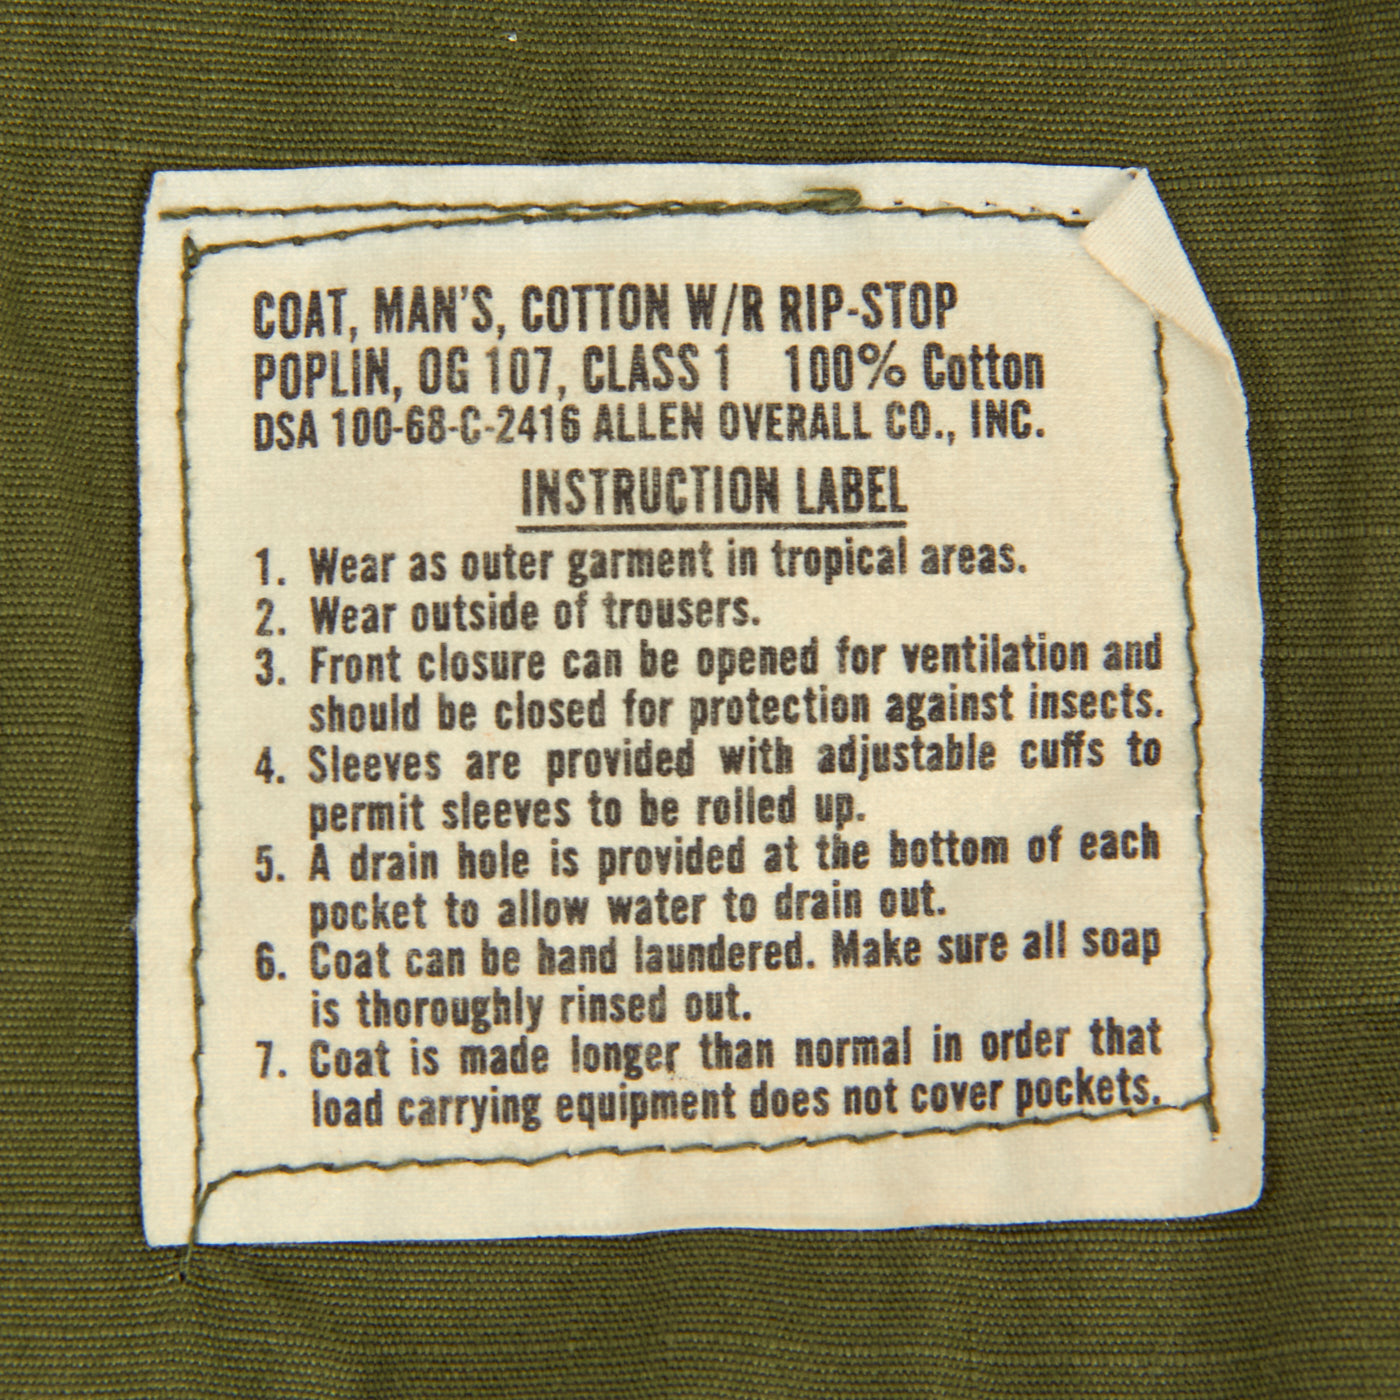 COAT, MAN'S, COTTON W/R RIP-STOP
POPLIN, OG 107, CLASS 1 100% Cotton
DSA 100-68-C-2416 ALLEN OVERALL CO., INC.
INSTRUCTION LABEL
1. Wear as outer garment in tropical areas.
2. Wear outside of trousers.
3. Front closure can be opened for ventilation and
should be closed for protection against insects.
4. Sleeves are provided with adjustable cuffs to
permit sleeves to be rolled up.
5. A drain hole is provided at the bottom of each
pocket to allow water to drain out.
6. Coat can be hand laundered. Make sure all soap
is thoroughly rinsed out.
7. Coat is made longer than normal in order that
load carrying equipment does not cover pockets.